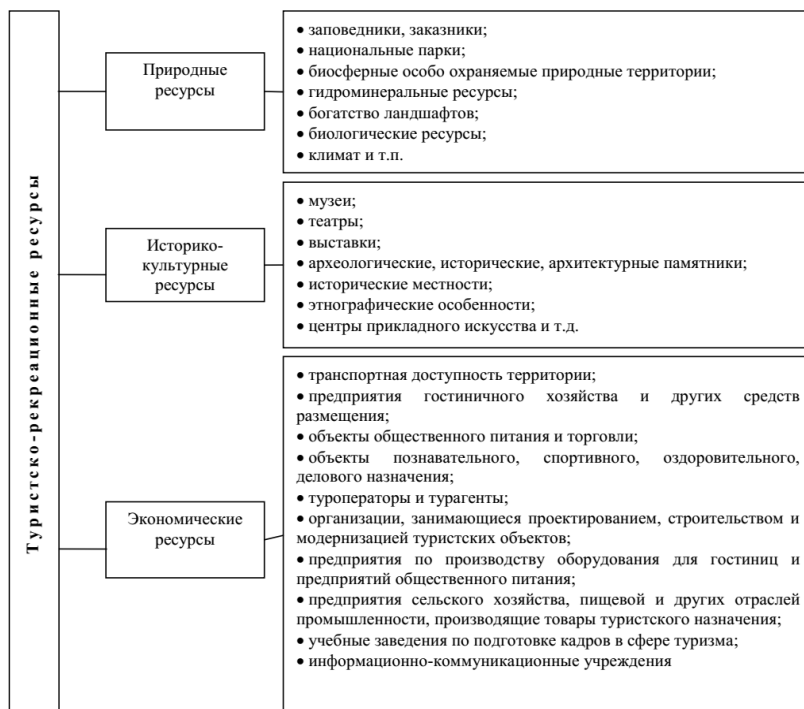 Туристско-рекреационные ресурсы
Природные
ресурсы
• заповедники, заказники;
• национальные парки;
• биосферные особо охраняемые природные территории;
• гидроминеральные ресурсы;
• богатство ландшафтов;
• биологические ресурсы;
• климат и т.п.
Историко-
культурные
ресурсы
• музеи;
• театры;
• выставки;
• археологические, исторические, архитектурные памятники;
• исторические местности;
• этнографические особенности;
• центры прикладного искусства и т.д.
Экономические
ресурсы
• транспортная доступность территории;
• предприятия гостиничного хозяйства и других средств
размещения;
• объекты общественного питания и торговли;
• объекты познавательного, спортивного, оздоровительного,
делового назначения;
• туроператоры и турагенты;
• организации, занимающиеся проектированием, строительством и
модернизацией туристских объектов;
• предприятия по производству оборудования для гостиниц и
предприятий общественного питания;
• предприятия сельского хозяйства, пищевой и других отраслей
промышленности, производящие товары туристского назначения;
• учебные заведения по подготовке кадров в сфере туризма;
• информационно-коммуникационные учреждения